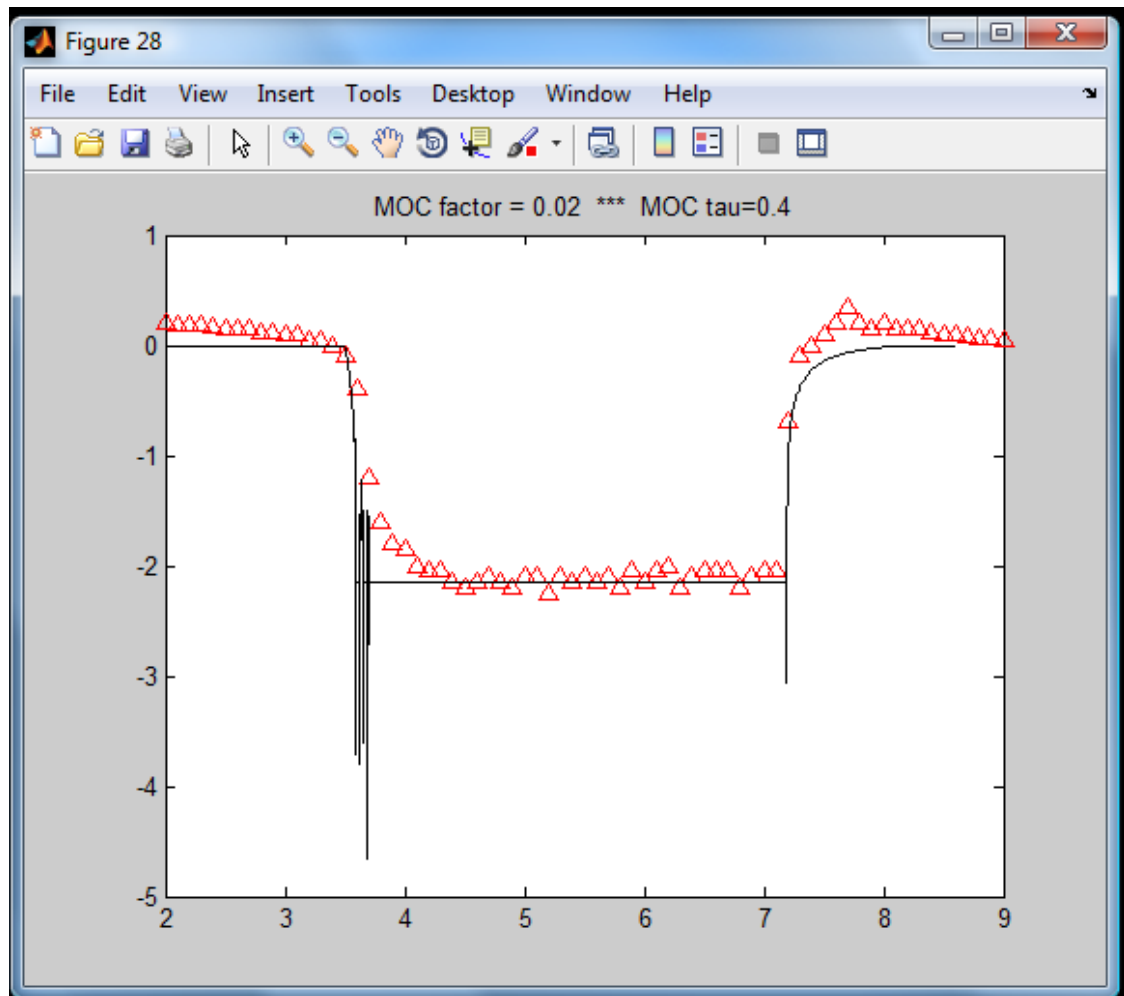 Figure 28
File Edit View Insert Tools Desktop Window Help
MOC factor = 0.02 *** MOC tau=0.4
1
0
-1
-2
-3
-4
-5
2 3 4 5 6 7 8 9